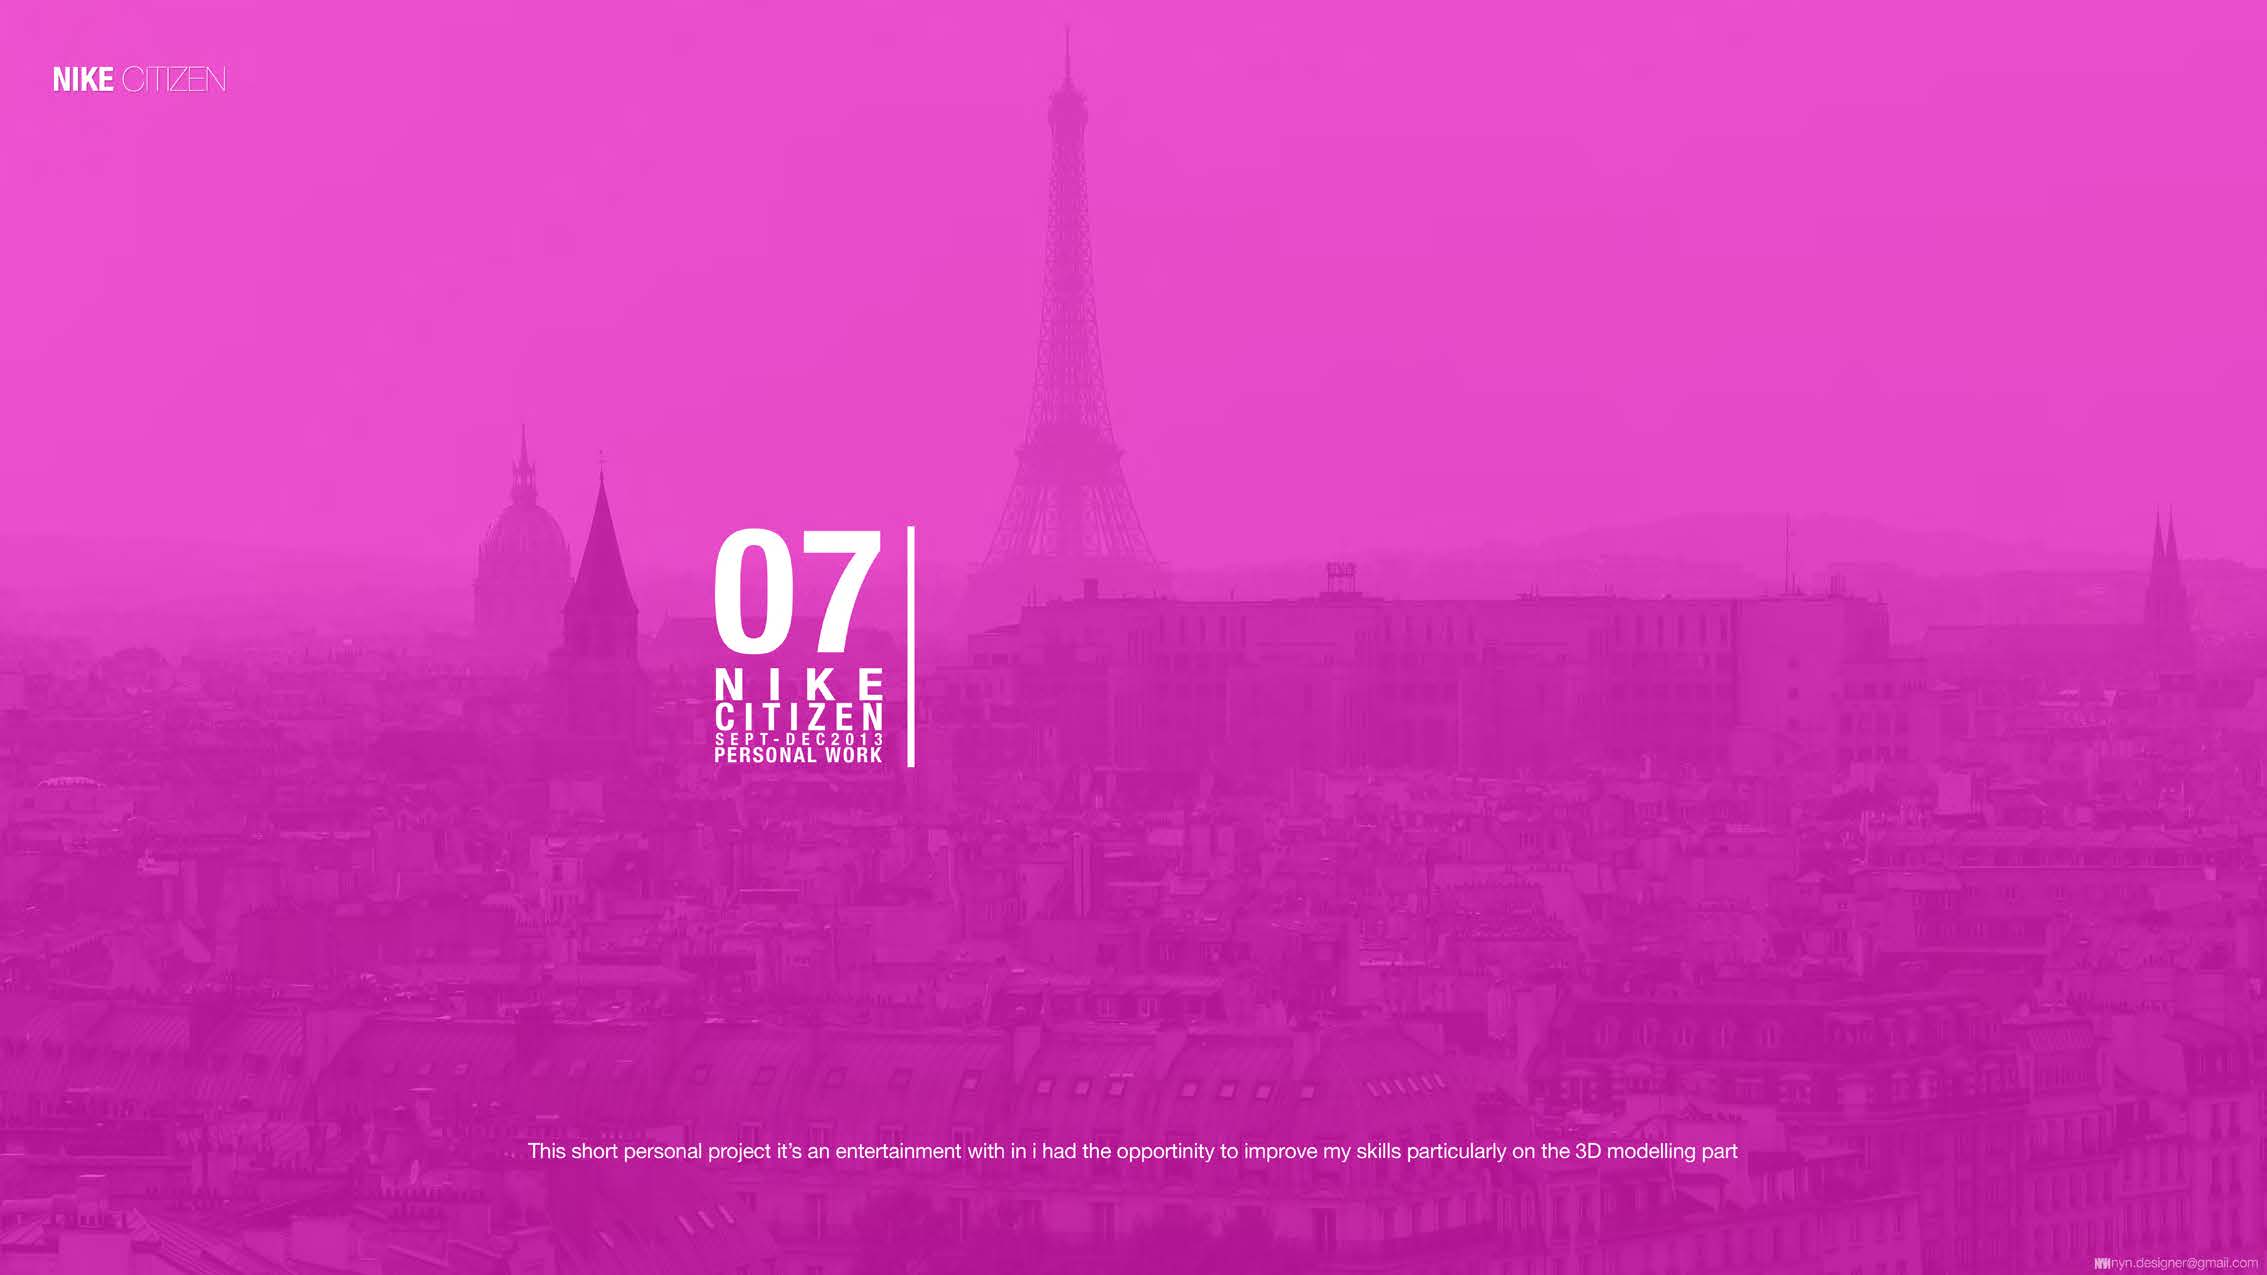 NIKE CITIZEN
07
NIKE
CITIZEN
SEPT-DEC2013
PERSONAL WORK
This short personal project it's an entertainment with in i had the opportinity to improve my skills particularly on the 3D modelling part
nyn.designer@gmail.com